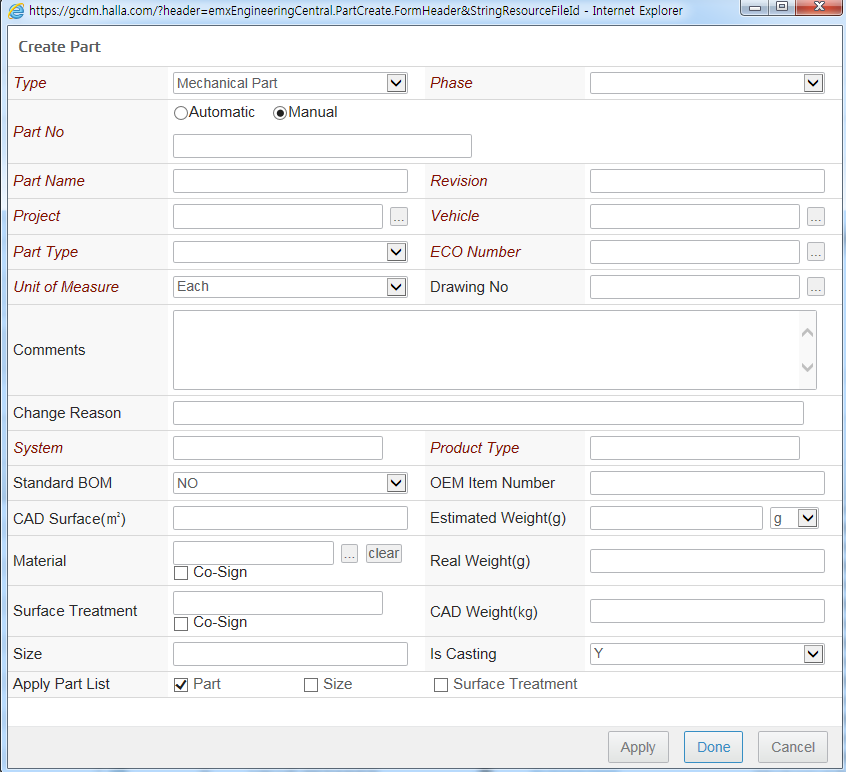 https://gcdm.halla.com/?header=emxEngineeringCentral.PartCreate.FormHeader&StringResourceFileId - Internet Explorer
Create Part
Type Mechanical Part Phase
Automatic Manual
Part No
Part Name Revision
Project ... Vehicle ...
Part Type ECO Number ...
Unit of Measure Each Drawing No ...
Comments
Change Reason
System Product Type
Standard BOM NO OEM Item Number
CAD Surface(㎡) Estimated Weight(g) g
Material ... clear Real Weight(g)
Co-Sign
Surface Treatment CAD Weight(kg)
Co-Sign
Size Is Casting Y
Apply Part List Part Size Surface Treatment
Apply Done Cancel